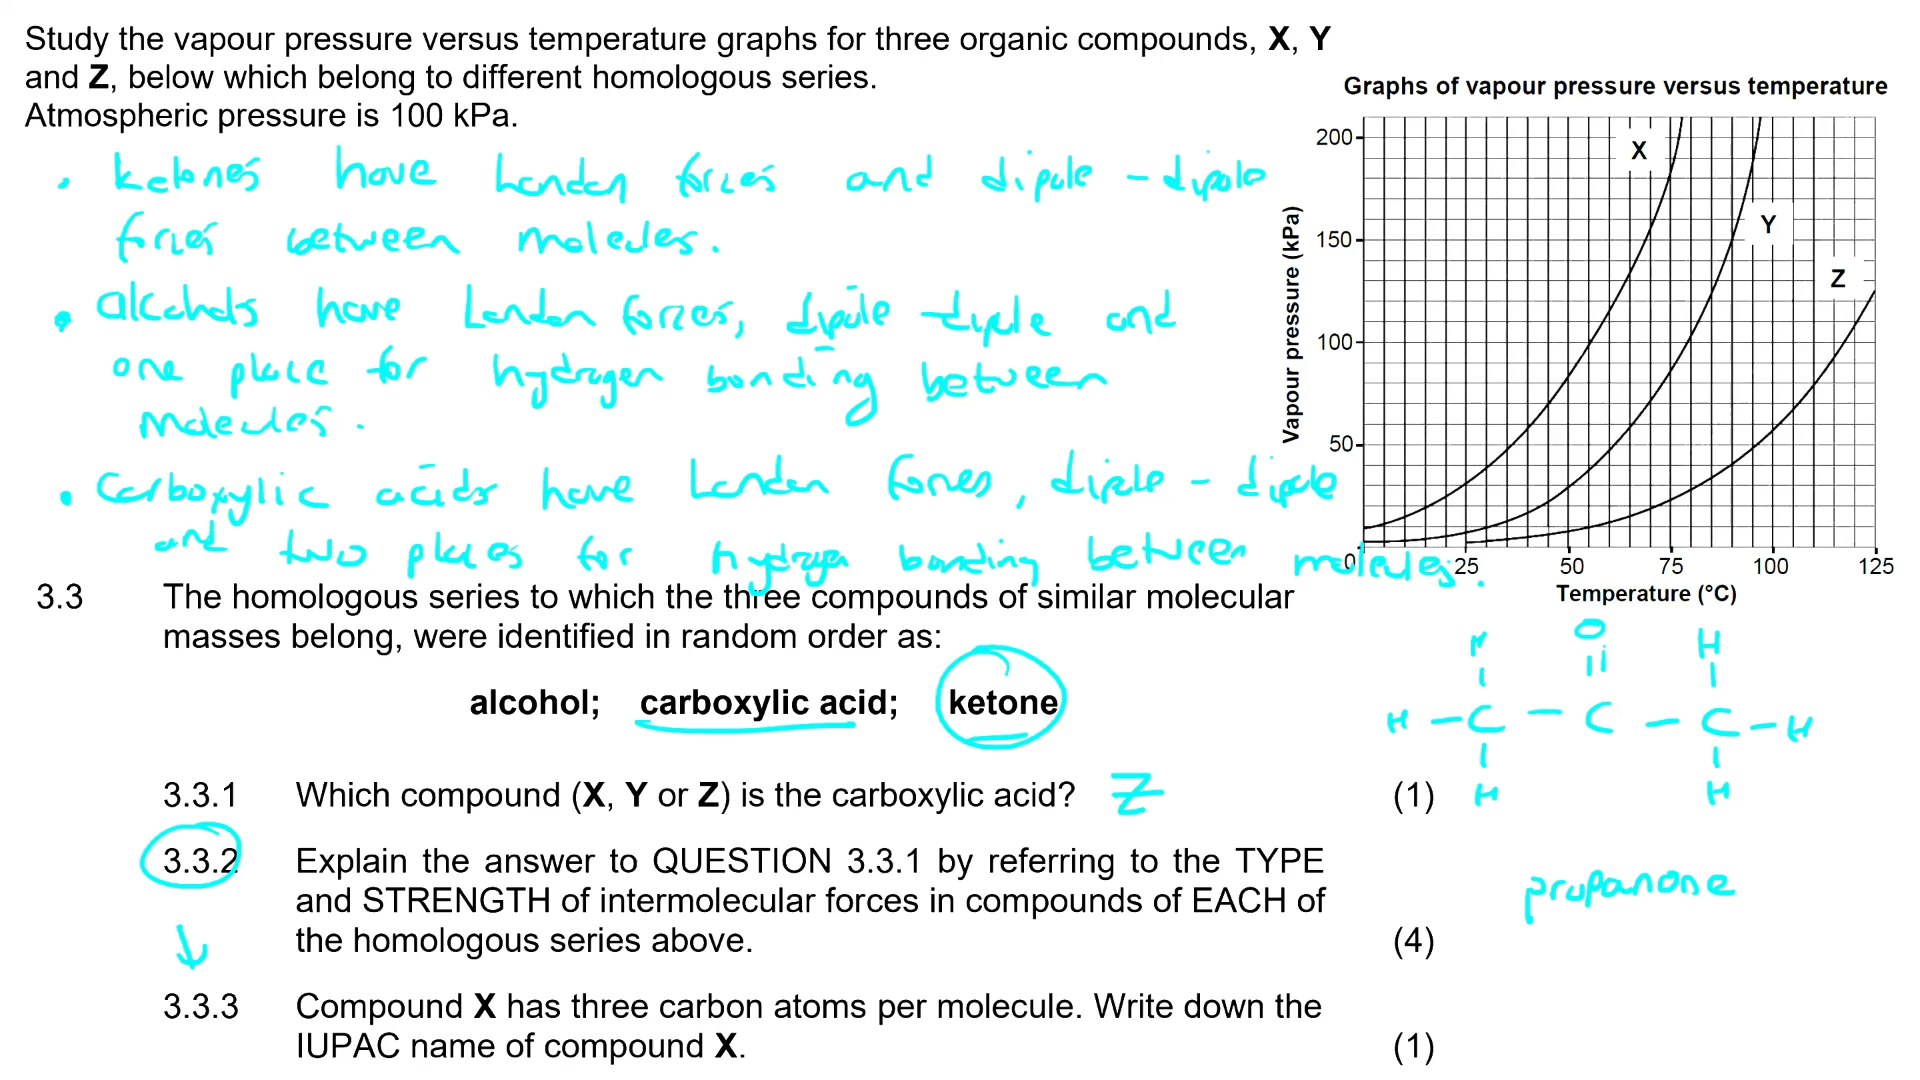 Study the vapour pressure versus temperature graphs for three organic compounds, X, Y
and Z, below which belong to different homologous series.
Atmospheric pressure is 100 kPa.
• ketones have London forces and dipole - dipole
forces between molecules.
• alcohols have London forces, dipole - dipole and
one place for hydrogen bonding between
molecules.
• Carboxylic acids have London forces, dipole - dipole
and two places for hydrogen bonding between molecules.
Graphs of vapour pressure versus temperature
Vapour pressure (kPa)
200
150
100
50
0
25 50 75 100 125
Temperature (°C)
X
Y
Z
3.3 The homologous series to which the three compounds of similar molecular
masses belong, were identified in random order as:
alcohol; carboxylic acid; ketone
3.3.1 Which compound (X, Y or Z) is the carboxylic acid? Z (1)
3.3.2 Explain the answer to QUESTION 3.3.1 by referring to the TYPE
and STRENGTH of intermolecular forces in compounds of EACH of
the homologous series above. (4)
3.3.3 Compound X has three carbon atoms per molecule. Write down the
IUPAC name of compound X. (1)
H O H
H - C - C - C - H
H H
propanone